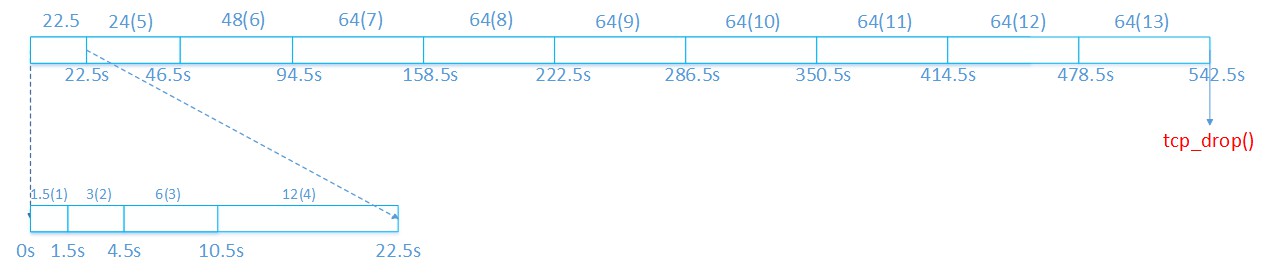 22.5 24(5) 48(6) 64(7) 64(8) 64(9) 64(10) 64(11) 64(12) 64(13)
22.5s 46.5s 94.5s 158.5s 222.5s 286.5s 350.5s 414.5s 478.5s 542.5s
tcp_drop()
1.5(1) 3(2) 6(3) 12(4)
0s 1.5s 4.5s 10.5s 22.5s